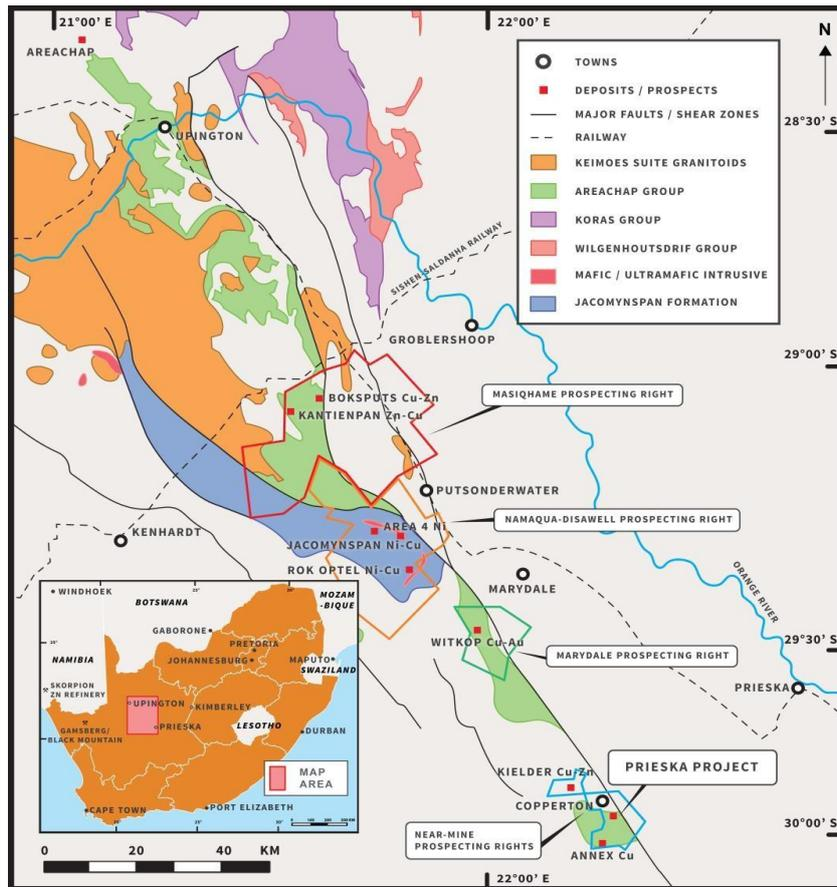 21°00' E
22°00' E
N
AREACHAP
UPINGTON
28°30' S
TOWNS
DEPOSITS / PROSPECTS
MAJOR FAULTS / SHEAR ZONES
RAILWAY
KEIMOES SUITE GRANITOIDS
AREACHAP GROUP
KORAS GROUP
WILGENHOUTSDRIF GROUP
MAFIC / ULTRAMAFIC INTRUSIVE
JACOMYNSPAN FORMATION
SISHEN-SALDANHA RAILWAY
GROBLERSHOOP
29°00' S
BOKSPUTS Cu-Zn
KANTIENPAN Zn-Cu
MASIQHAME PROSPECTING RIGHT
PUTSONDERWATER
NAMAQUA-DISAWELL PROSPECTING RIGHT
AREA 4 Ni
KENHARDT
JACOMYNSPAN Ni-Cu
ROK OPTEL Ni-Cu
MARYDALE
ORANGE RIVER
WITKOP Cu-Au
29°30' S
MARYDALE PROSPECTING RIGHT
PRIESKA
KIELDER Cu-Zn
PRIESKA PROJECT
COPPERTON
NEAR-MINE
PROSPECTING RIGHTS
ANNEX Cu
30°00' S
22°00' E
WINDHOEK
BOTSWANA
MOZAM
-BIQUE
GABORONE
PRETORIA
JOHANNESBURG
MAPUTO
SWAZILAND
NAMIBIA
SKORPION
ZN REFINERY
UPINGTON
KIMBERLEY
PRIESKA
LESOTHO
GAMSBERG/
BLACK MOUNTAIN
DURBAN
MAP
AREA
CAPE TOWN
PORT ELIZABETH
0 20 40 KM